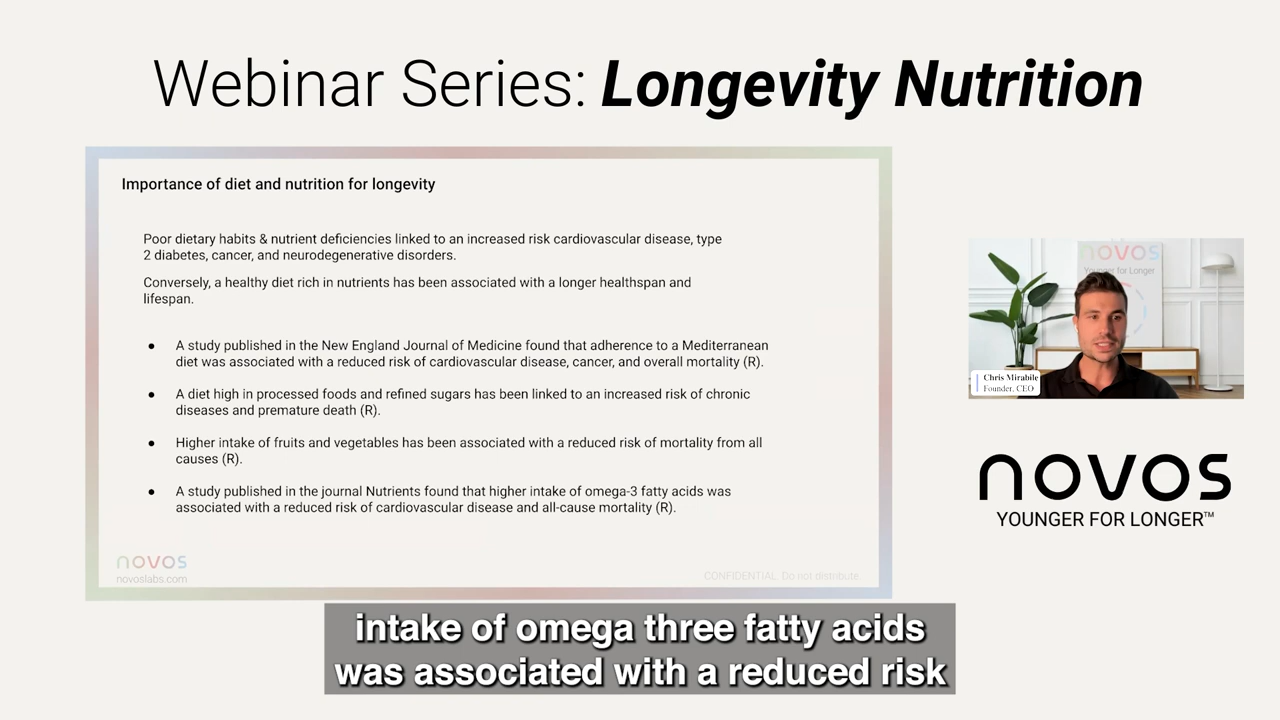 Webinar Series: Longevity Nutrition
Importance of diet and nutrition for longevity
Poor dietary habits & nutrient deficiencies linked to an increased risk cardiovascular disease, type
2 diabetes, cancer, and neurodegenerative disorders.
Conversely, a healthy diet rich in nutrients has been associated with a longer healthspan and
lifespan.
● A study published in the New England Journal of Medicine found that adherence to a Mediterranean
diet was associated with a reduced risk of cardiovascular disease, cancer, and overall mortality (R).
● A diet high in processed foods and refined sugars has been linked to an increased risk of chronic
diseases and premature death (R).
● Higher intake of fruits and vegetables has been associated with a reduced risk of mortality from all
causes (R).
● A study published in the journal Nutrients found that higher intake of omega-3 fatty acids was
associated with a reduced risk of cardiovascular disease and all-cause mortality (R).
novos
novoslabs.com
CONFIDENTIAL: Do not distribute
novos
Younger for Longer
Chris Mirabile
Founder, CEO
novos
YOUNGER FOR LONGER™
intake of omega three fatty acids
was associated with a reduced risk